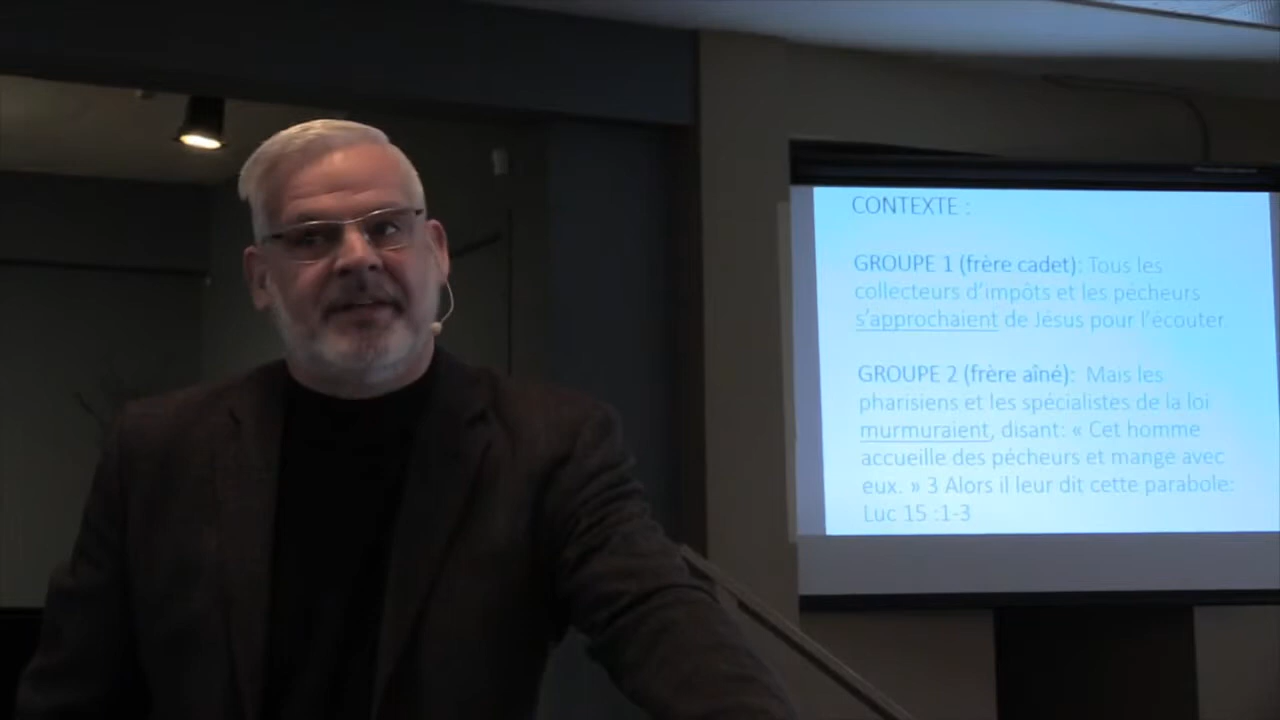 CONTEXTE :
GROUPE 1 (frère cadet): Tous les
collecteurs d’impôts et les pécheurs
s’approchaient de Jésus pour l’écouter.
GROUPE 2 (frère aîné):  Mais les
pharisiens et les spécialistes de la loi
murmuraient, disant: « Cet homme
accueille des pécheurs et mange avec
eux. » 3 Alors il leur dit cette parabole:
Luc 15 :1-3